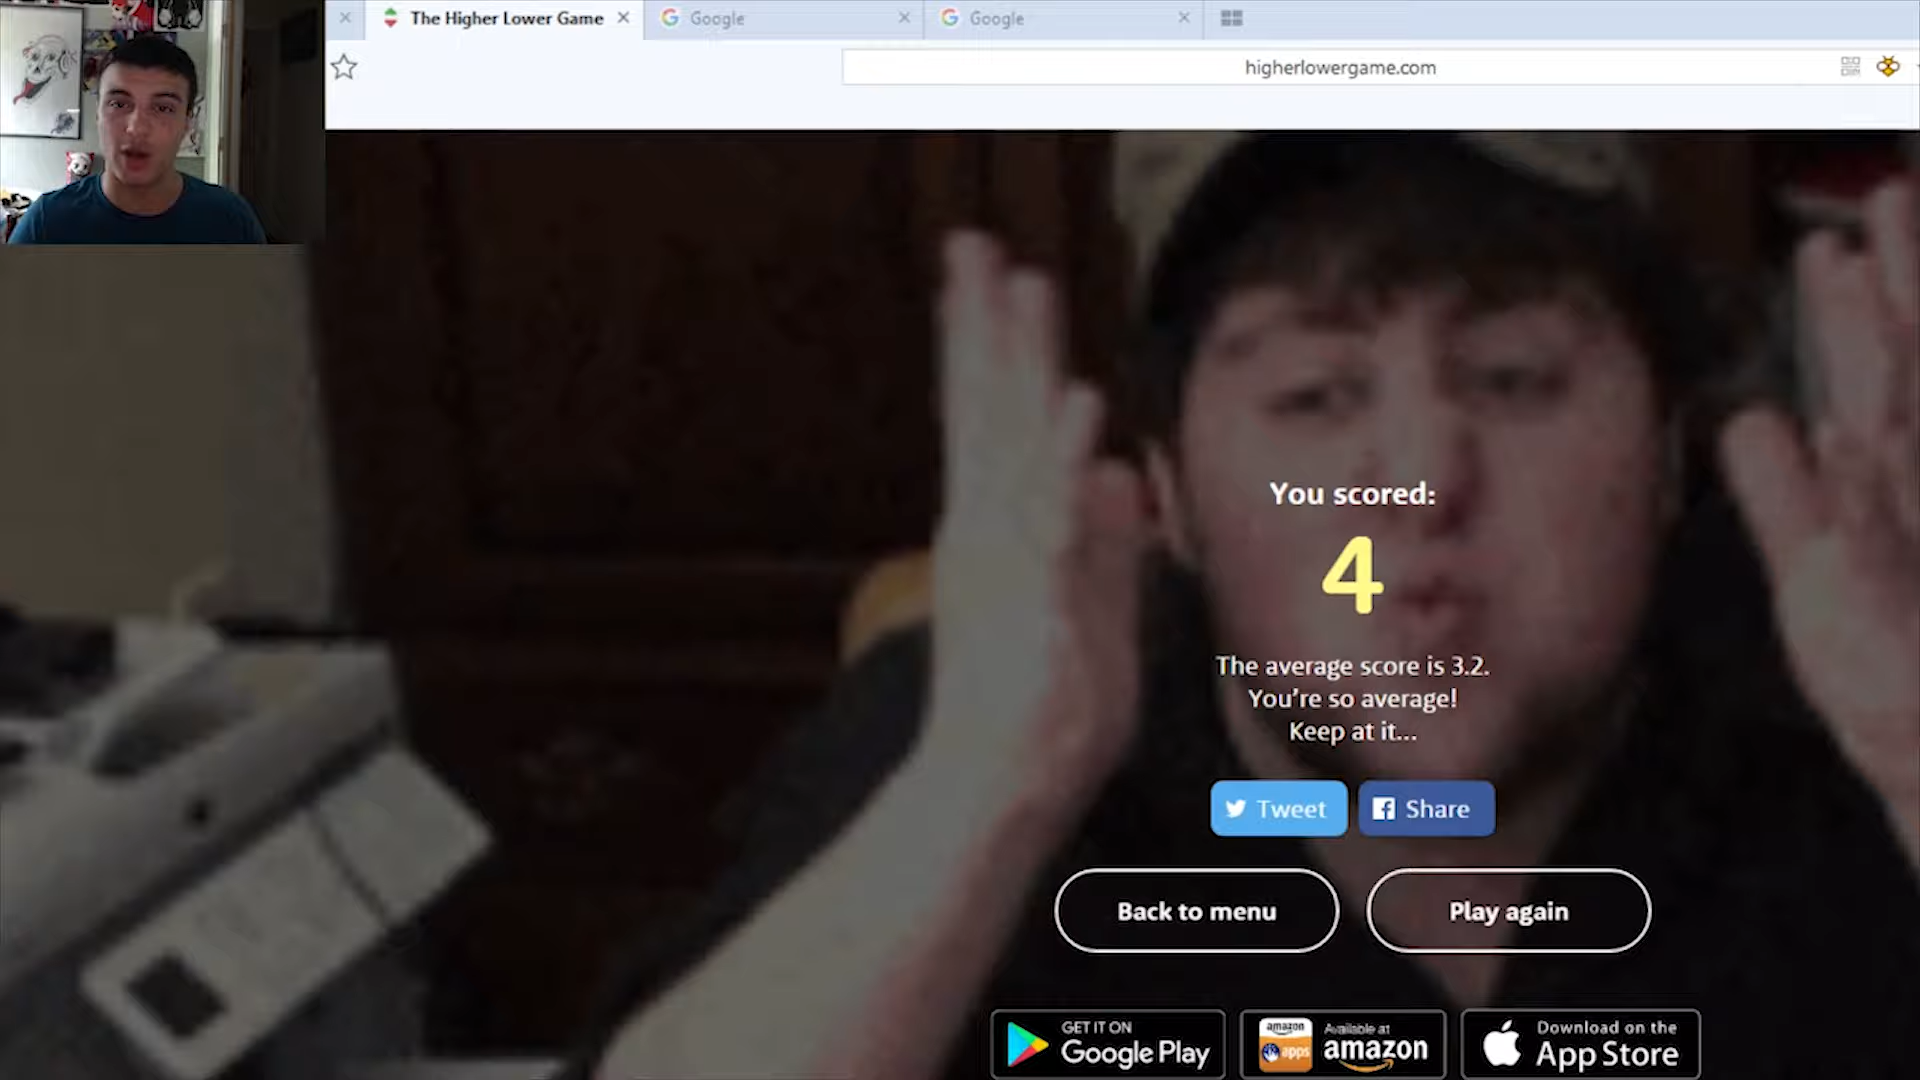 The Higher Lower Game
Google
Google
higherlowergame.com
You scored:
4
The average score is 3.2.
You're so average!
Keep at it...
Tweet
Share
Back to menu
Play again
GET IT ON
Google Play
amazon
apps
Available at
amazon
Download on the
App Store